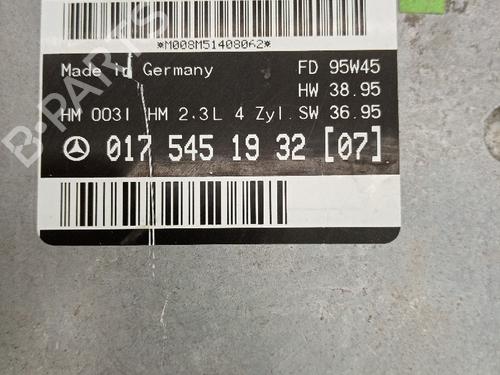 *M008M51408062*
Made in Germany FD 95W45
HW 38.95
HM 003I HM 2.3L 4 Zyl. SW 36.95
017 545 19 32 [07]
B-PARTS